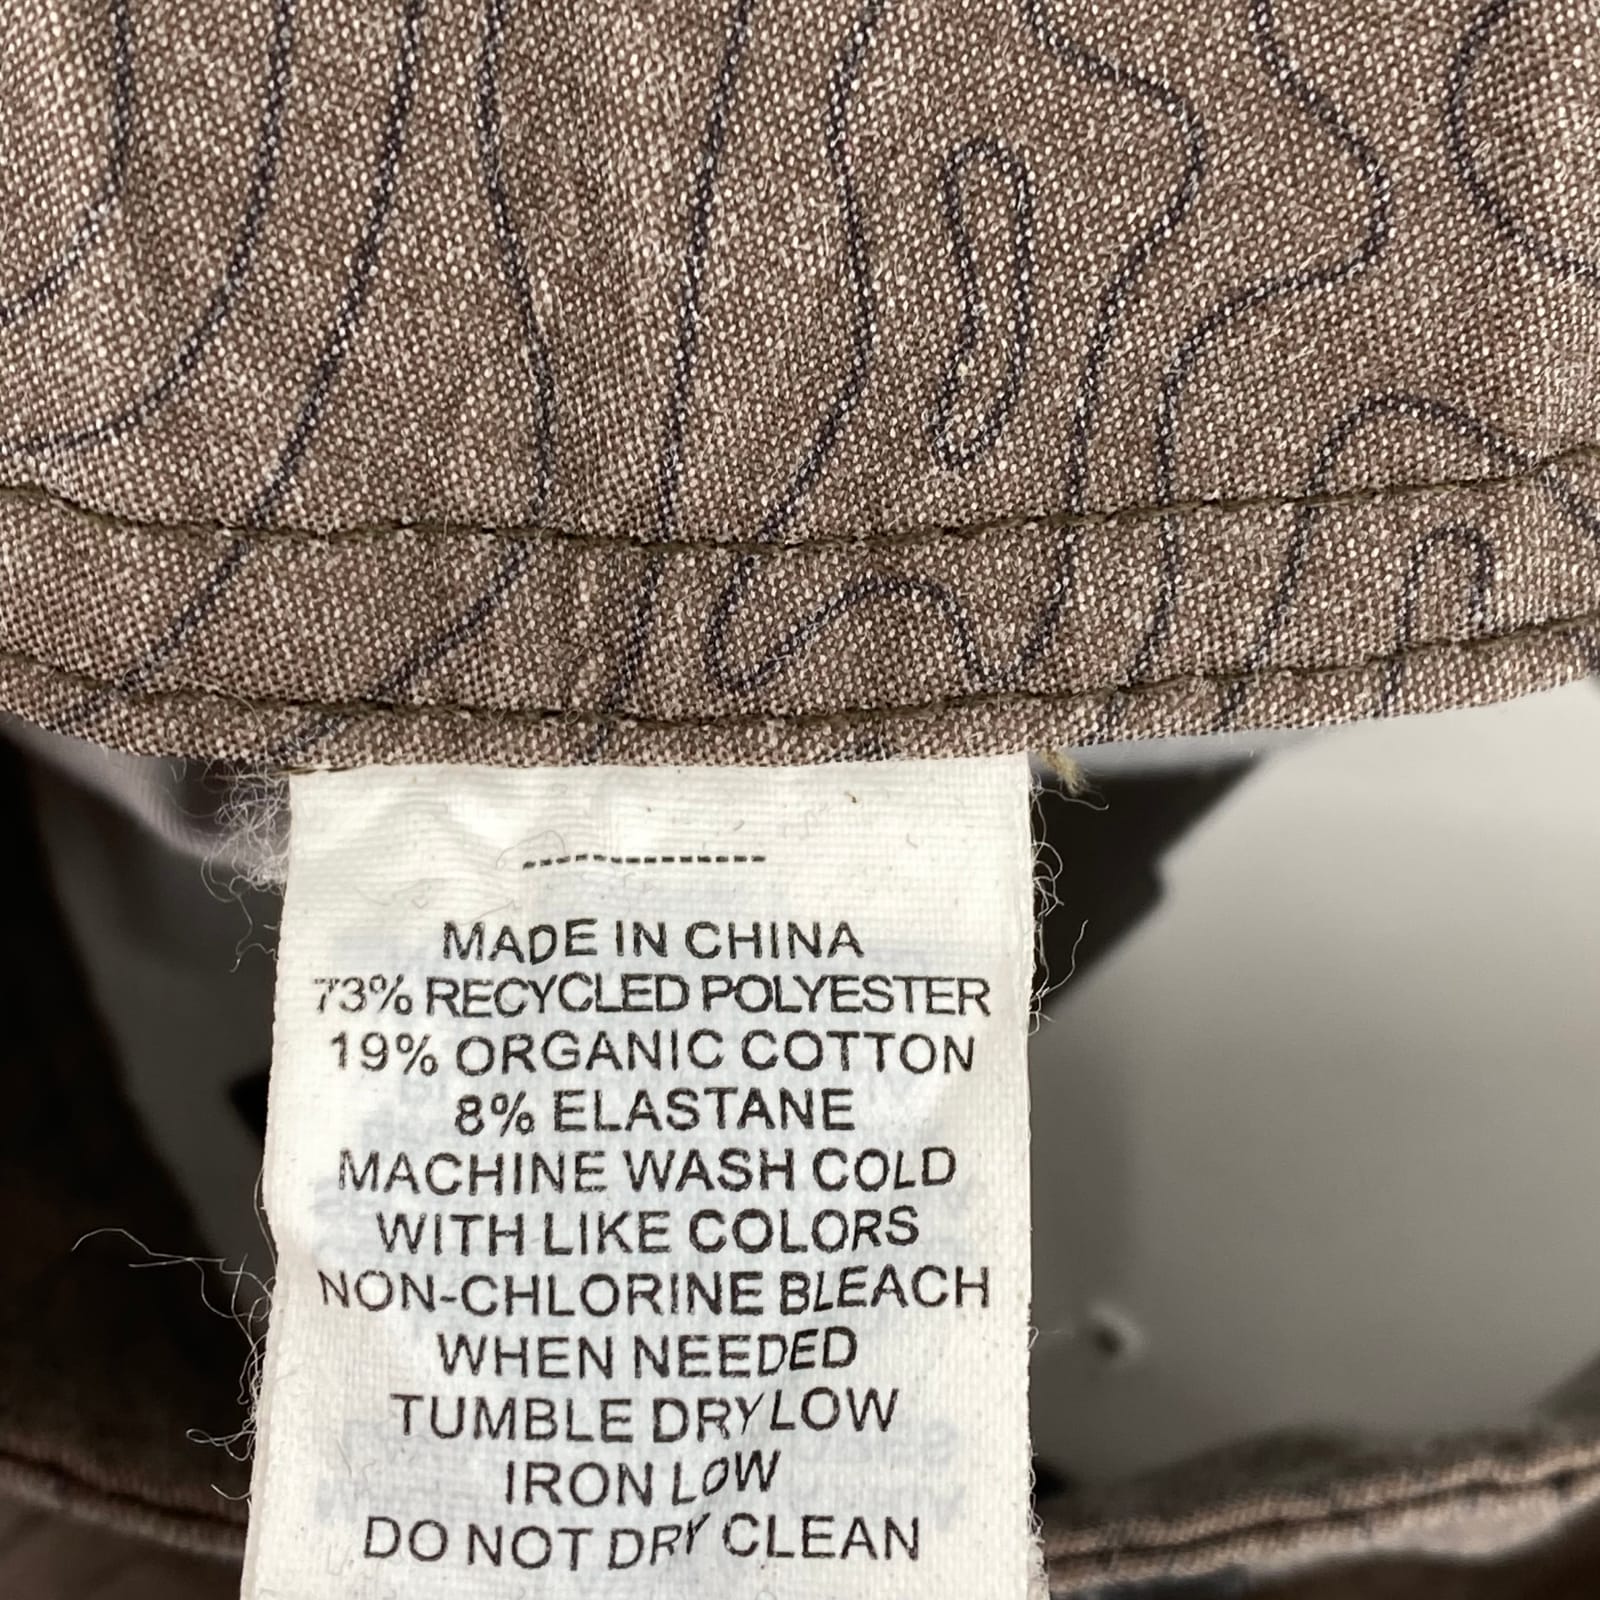 MADE IN CHINA
73% RECYCLED POLYESTER
19% ORGANIC COTTON
8% ELASTANE
MACHINE WASH COLD
WITH LIKE COLORS
NON-CHLORINE BLEACH
WHEN NEEDED
TUMBLE DRY LOW
IRON LOW
DO NOT DRY CLEAN